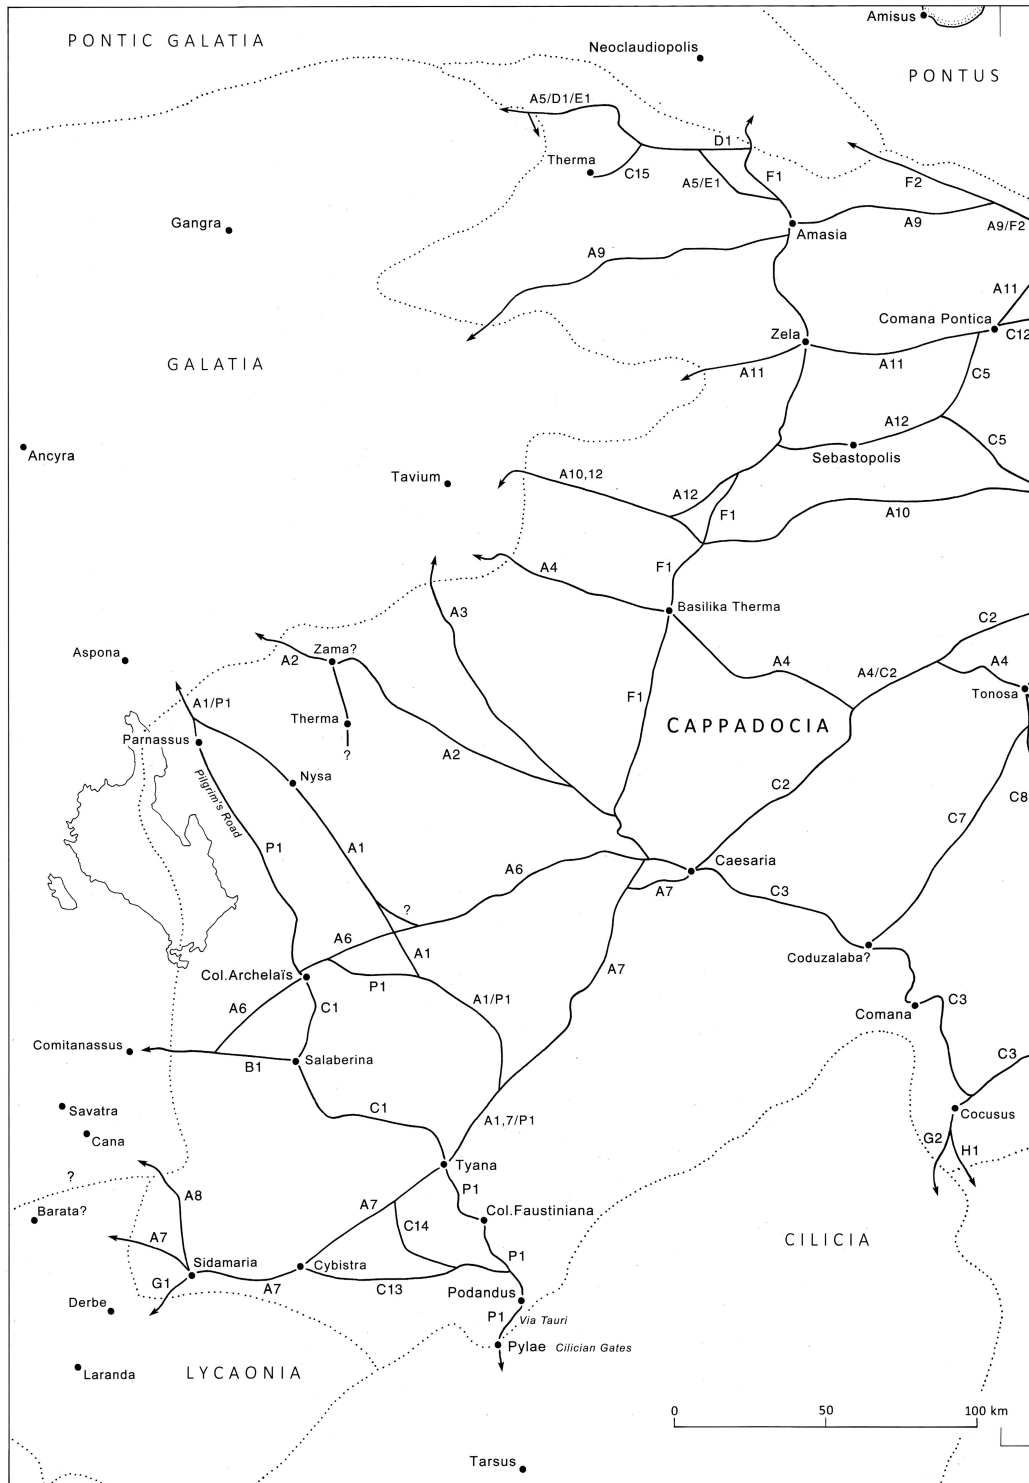 Amisus
PONTIC GALATIA
Neoclaudiopolis
PONTUS
A5/D1/E1
D1
Therma
C15
A5/E1
F1
F2
Gangra
A9
A9/F2
Amasia
A9
A11
Comana Pontica
C12
Zela
GALATIA
A11
A11
C5
A12
C5
Sebastopolis
Ancyra
Tavium
A10,12
A12
A10
F1
A4
F1
A3
Basilika Therma
C2
Zama?
Aspona
A2
A4
A4/C2
A4
Tonosa
F1
A1/P1
Therma
CAPPADOCIA
Parnassus
?
A2
Nysa
Pilgrim's Road
C2
C8
C7
P1
A1
A6
Caesaria
A7
C3
?
A6
A1
Coduzalaba?
A7
Col.Archelaïs
P1
A6
C1
A1/P1
C3
Comana
Comitanassus
B1
Salaberina
C3
Savatra
C1
A1,7/P1
Cocusus
Cana
G2
H1
Tyana
?
P1
A8
A7
Barata?
Col.Faustiniana
C14
A7
CILICIA
Sidamaria
Cybistra
P1
G1
A7
C13
Podandus
Derbe
P1
Via Tauri
Pylae
Cilician Gates
Laranda
LYCAONIA
0
50
100 km
Tarsus